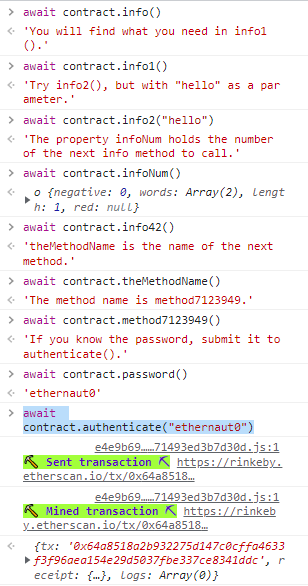 > await contract.info()
< 'You will find what you need in info1
().'
> await contract.info1()
< 'Try info2(), but with "hello" as a par
ameter.'
> await contract.info2("hello")
< 'The property infoNum holds the number
of the next info method to call.'
> await contract.infoNum()
< ▸ o {negative: 0, words: Array(2), lengt
h: 1, red: null}
> await contract.info42()
< 'theMethodName is the name of the next
method.'
> await contract.theMethodName()
< 'The method name is method7123949.'
> await contract.method7123949()
< 'If you know the password, submit it to
authenticate().'
> await contract.password()
< 'ethernaut0'
> await
contract.authenticate("ethernaut0")
e4e9b69……71493ed3b7d30d.js:1
⛏ Sent transaction ⛏ https://rinkeby.
etherscan.io/tx/0x64a8518…
e4e9b69……71493ed3b7d30d.js:1
⛏ Mined transaction ⛏ https://rinkeb
y.etherscan.io/tx/0x64a8518…
< {tx: '0x64a8518a2b932275d147c0cffa4633
▸ f3f96aea154e29d5037fbe337ce8341ddc', r
eceipt: {…}, logs: Array(0)}